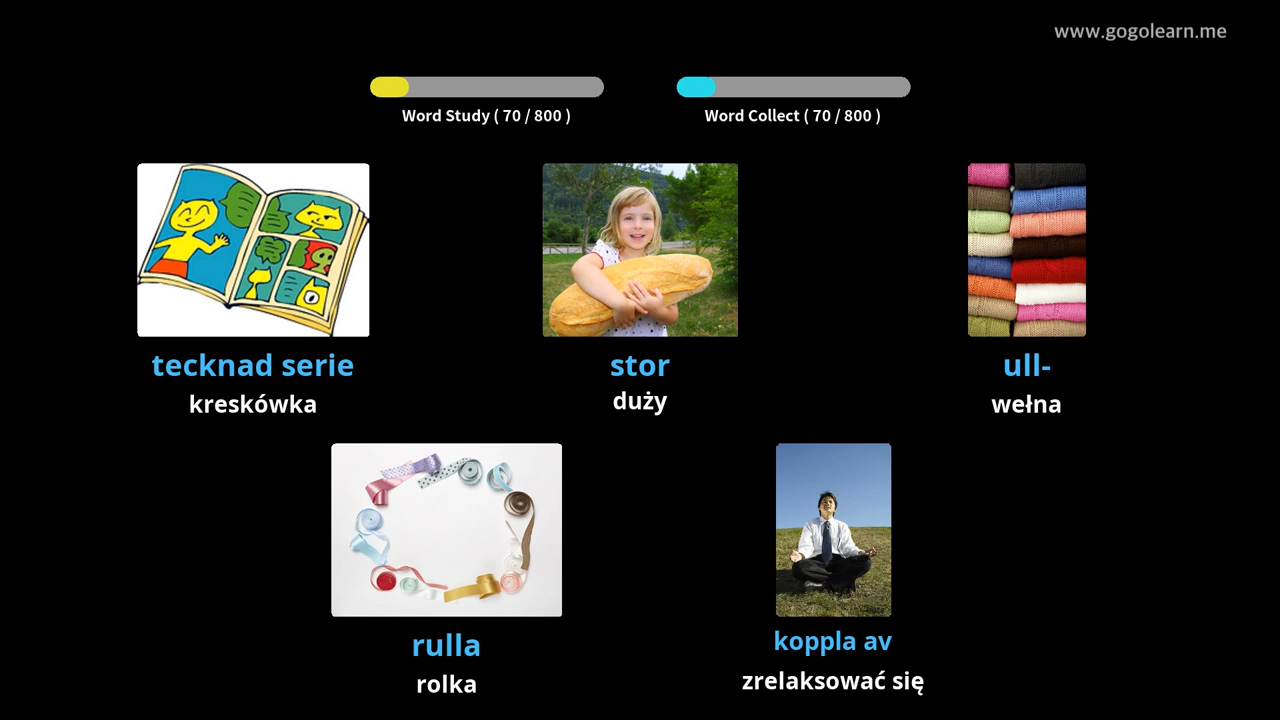 www.gogolearn.me
Word Study ( 70 / 800 )
Word Collect ( 70 / 800 )
tecknad serie
kreskówka
stor
duży
ull-
wełna
rulla
rolka
koppla av
zrelaksować się